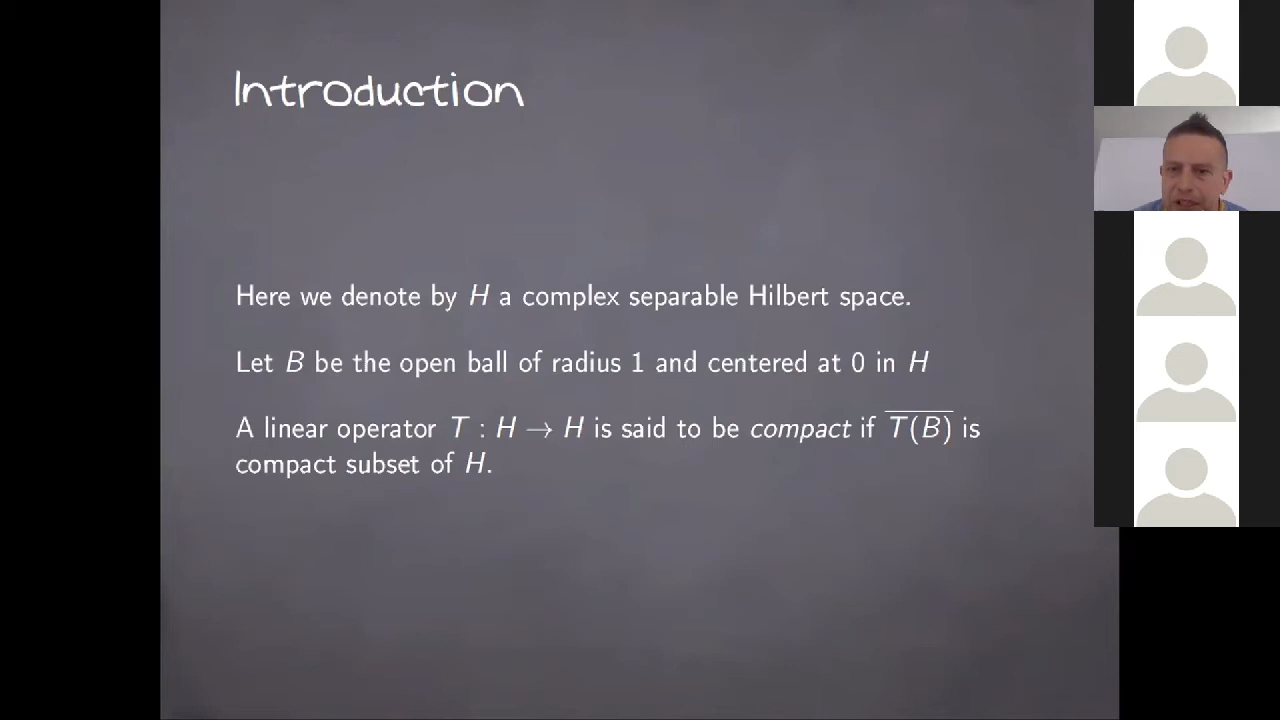 Introduction
Here we denote by H a complex separable Hilbert space.
Let B be the open ball of radius 1 and centered at 0 in H
A linear operator T : H → H is said to be compact if $\overline{T(B)}$ is
compact subset of H.